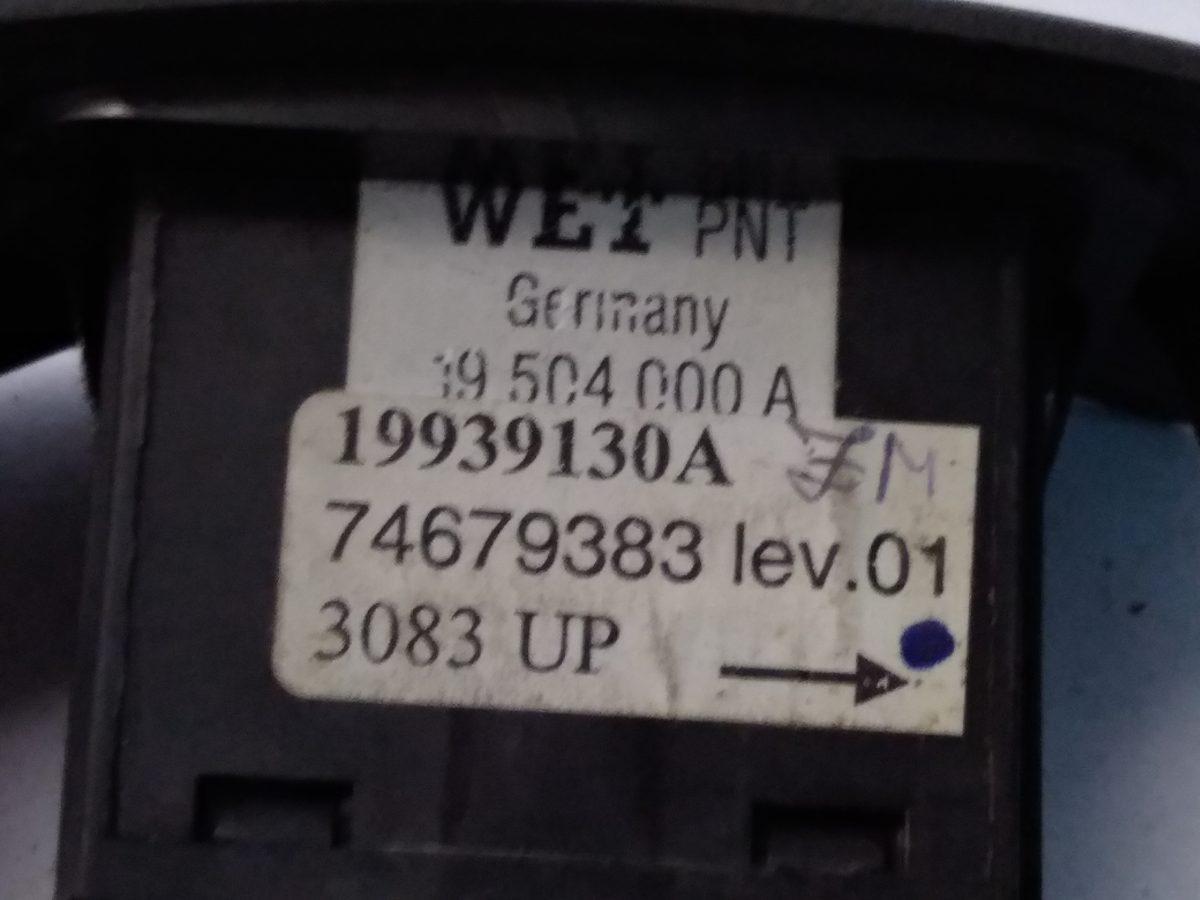 WET PNT
Germany
19 504 000 A
19939130A
74679383 lev.01
3083 UP